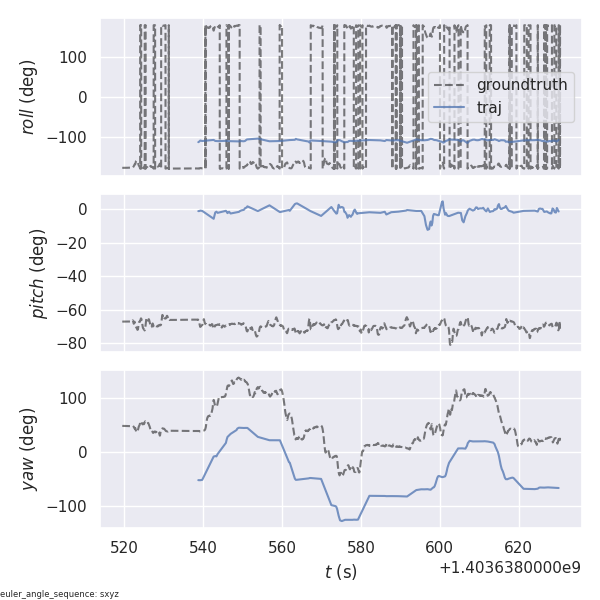 roll (deg)
100
0
−100
groundtruth
traj
pitch (deg)
0
−20
−40
−60
−80
yaw (deg)
100
0
−100
520 540 560 580 600 620
t (s)
+1.4036380000e9
euler_angle_sequence: sxyz